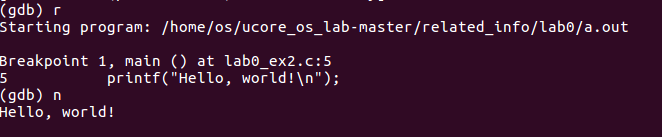 (gdb) r
Starting program: /home/os/ucore_os_lab-master/related_info/lab0/a.out

Breakpoint 1, main () at lab0_ex2.c:5
5	    printf("Hello, world!\n");
(gdb) n
Hello, world!